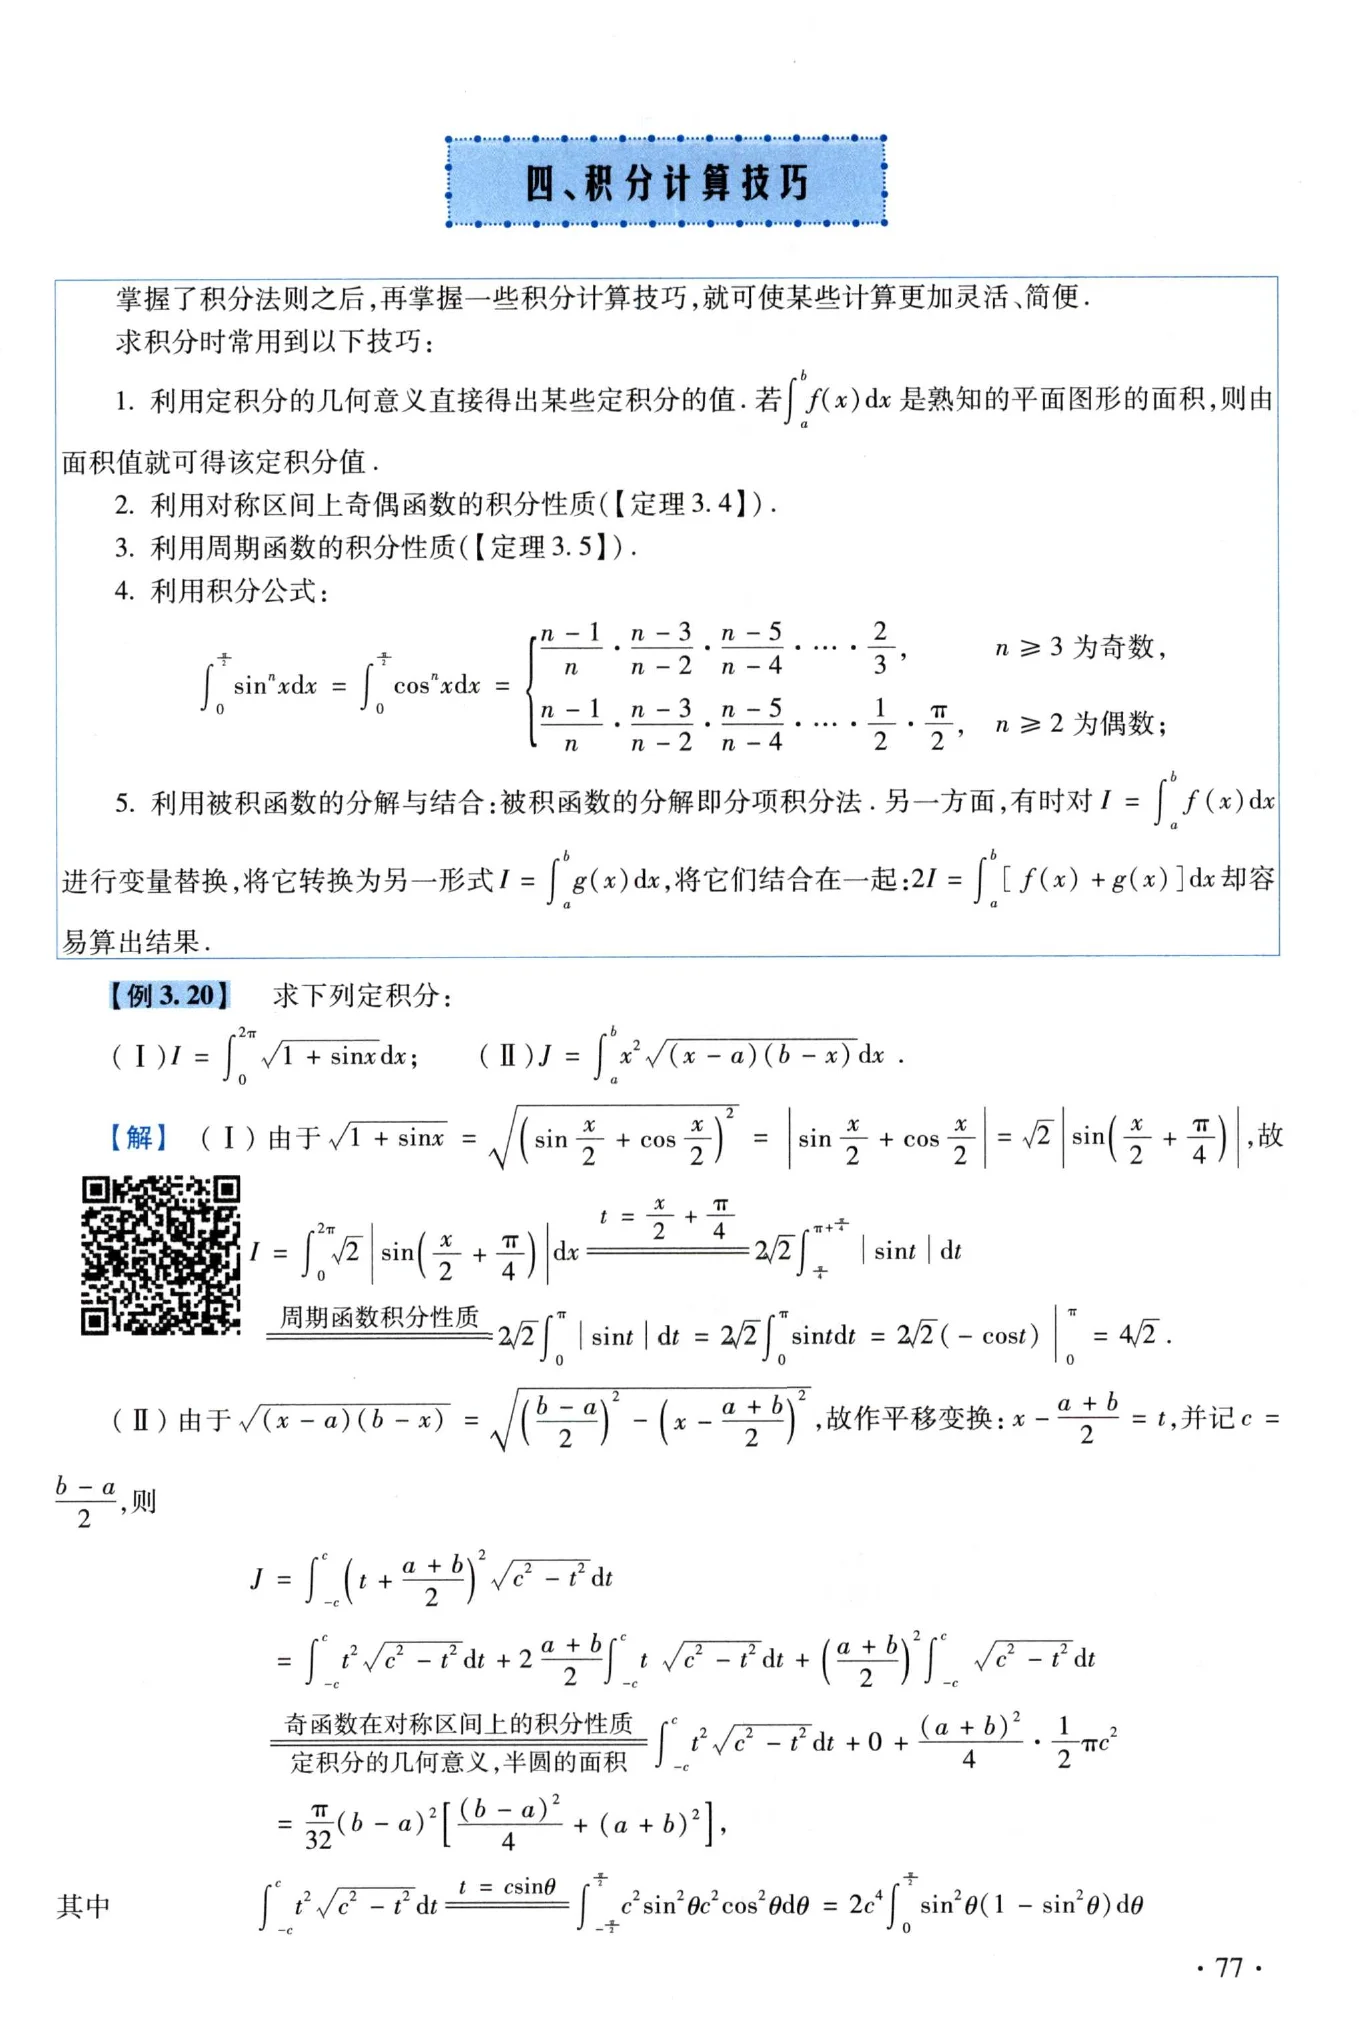 四、积分计算技巧
掌握了积分法则之后,再掌握一些积分计算技巧,就可使某些计算更加灵活、简便.
求积分时常用到以下技巧:
1. 利用定积分的几何意义直接得出某些定积分的值. 若$\int_a^b f(x)dx$ 是熟知的平面图形的面积,则由
面积值就可得该定积分值.
2. 利用对称区间上奇偶函数的积分性质(【定理 3. 4】).
3. 利用周期函数的积分性质(【定理 3. 5】).
4. 利用积分公式:
$\int_0^{\frac{\pi}{2}} \sin^n x dx = \int_0^{\frac{\pi}{2}} \cos^n x dx = \begin{cases} \frac{n-1}{n} \cdot \frac{n-3}{n-2} \cdot \frac{n-5}{n-4} \cdot \cdots \cdot \frac{2}{3}, & n \geqslant 3 为奇数, \\ \frac{n-1}{n} \cdot \frac{n-3}{n-2} \cdot \frac{n-5}{n-4} \cdot \cdots \cdot \frac{1}{2} \cdot \frac{\pi}{2}, & n \geqslant 2 为偶数; \end{cases}$
5. 利用被积函数的分解与结合:被积函数的分解即分项积分法. 另一方面,有时对 $I = \int_a^b f(x)dx$
进行变量替换,将它转换为另一形式$I = \int_a^b g(x)dx$,将它们结合在一起:$2I = \int_a^b [f(x) + g(x)]dx$却容
易算出结果.
【例 3. 20】 求下列定积分:
(Ⅰ)$I = \int_0^{2\pi} \sqrt{1 + \sin x}dx$; (Ⅱ)$J = \int_a^b x^2 \sqrt{(x-a)(b-x)}dx$ .
【解】 (Ⅰ)由于$\sqrt{1 + \sin x} = \sqrt{\left(\sin\frac{x}{2} + \cos\frac{x}{2}\right)^2} = \left|\sin\frac{x}{2} + \cos\frac{x}{2}\right| = \sqrt{2}\left|\sin\left(\frac{x}{2} + \frac{\pi}{4}\right)\right|$,故
$I = \int_0^{2\pi} \sqrt{2}\left|\sin\left(\frac{x}{2} + \frac{\pi}{4}\right)\right|dx \xlongequal{t = \frac{x}{2} + \frac{\pi}{4}} 2\sqrt{2}\int_{\frac{\pi}{4}}^{\pi+\frac{\pi}{4}} |\sin t|dt$
$\xlongequal{周期函数积分性质} 2\sqrt{2}\int_0^{\pi} |\sin t|dt = 2\sqrt{2}\int_0^{\pi} \sin t dt = 2\sqrt{2}(-\cos t)\Big|_0^{\pi} = 4\sqrt{2}$ .
(Ⅱ)由于$\sqrt{(x-a)(b-x)} = \sqrt{\left(\frac{b-a}{2}\right)^2 - \left(x - \frac{a+b}{2}\right)^2}$,故作平移变换:$x - \frac{a+b}{2} = t$,并记$c =$
$\frac{b-a}{2}$,则
$J = \int_{-c}^{c} \left(t + \frac{a+b}{2}\right)^2 \sqrt{c^2 - t^2}dt$
$= \int_{-c}^{c} t^2\sqrt{c^2 - t^2}dt + 2\frac{a+b}{2}\int_{-c}^{c} t\sqrt{c^2 - t^2}dt + \left(\frac{a+b}{2}\right)^2 \int_{-c}^{c} \sqrt{c^2 - t^2}dt$
$\xlongequal[定积分的几何意义,半圆的面积]{奇函数在对称区间上的积分性质} \int_{-c}^{c} t^2\sqrt{c^2 - t^2}dt + 0 + \frac{(a+b)^2}{4} \cdot \frac{1}{2}\pi c^2$
$= \frac{\pi}{32}(b-a)^2\left[\frac{(b-a)^2}{4} + (a+b)^2\right]$,
其中 $\int_{-c}^{c} t^2\sqrt{c^2 - t^2}dt \xlongequal{t = c\sin\theta} \int_{-\frac{\pi}{2}}^{\frac{\pi}{2}} c^2\sin^2\theta c^2\cos^2\theta d\theta = 2c^4\int_0^{\frac{\pi}{2}} \sin^2\theta(1 - \sin^2\theta)d\theta$
· 77 ·